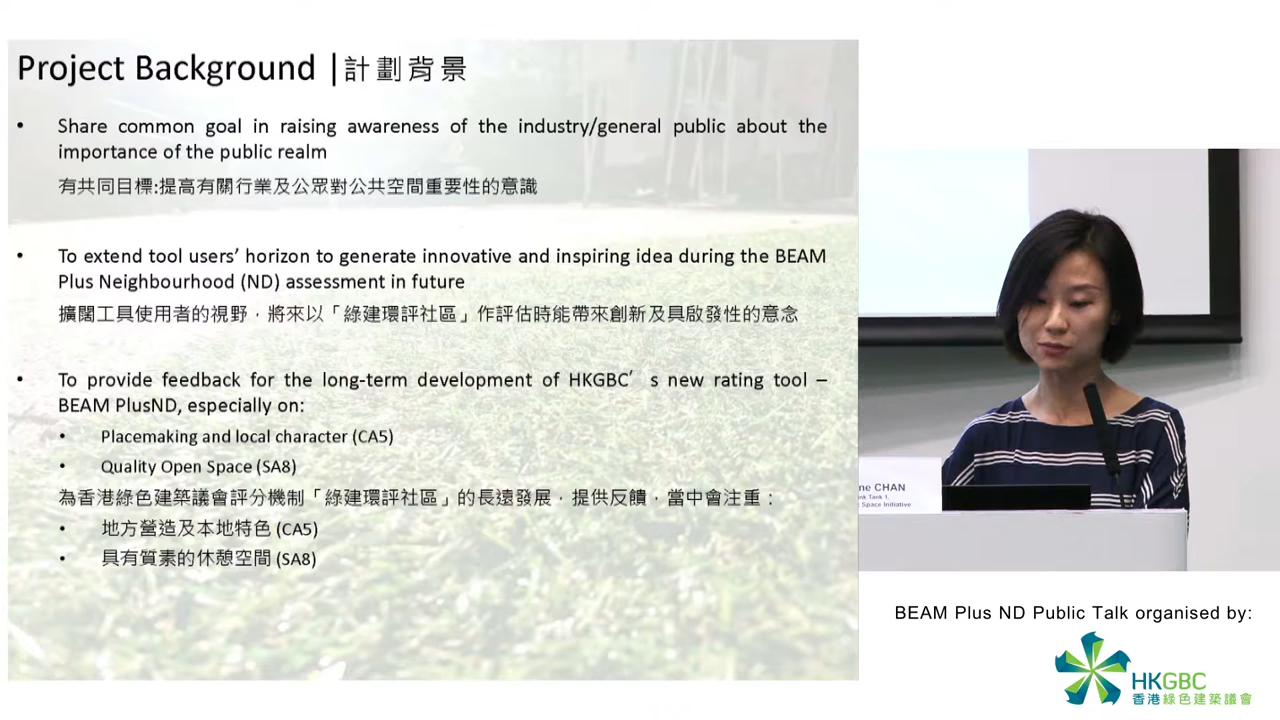 Project Background |計劃背景
• Share common goal in raising awareness of the industry/general public about the
importance of the public realm
有共同目標:提高有關行業及公眾對公共空間重要性的意識
• To extend tool users’ horizon to generate innovative and inspiring idea during the BEAM
Plus Neighbourhood (ND) assessment in future
擴闊工具使用者的視野，將來以「綠建環評社區」作評估時能帶來創新及具啟發性的意念
• To provide feedback for the long-term development of HKGBC’s new rating tool –
BEAM PlusND, especially on:
• Placemaking and local character (CA5)
• Quality Open Space (SA8)
為香港綠色建築議會評分機制「綠建環評社區」的長遠發展，提供反饋，當中會注重：
• 地方營造及本地特色 (CA5)
• 具有質素的休憩空間 (SA8)
CHAN
Tank 1,
Space Initiative
BEAM Plus ND Public Talk organised by:
HKGBC
香港綠色建築議會